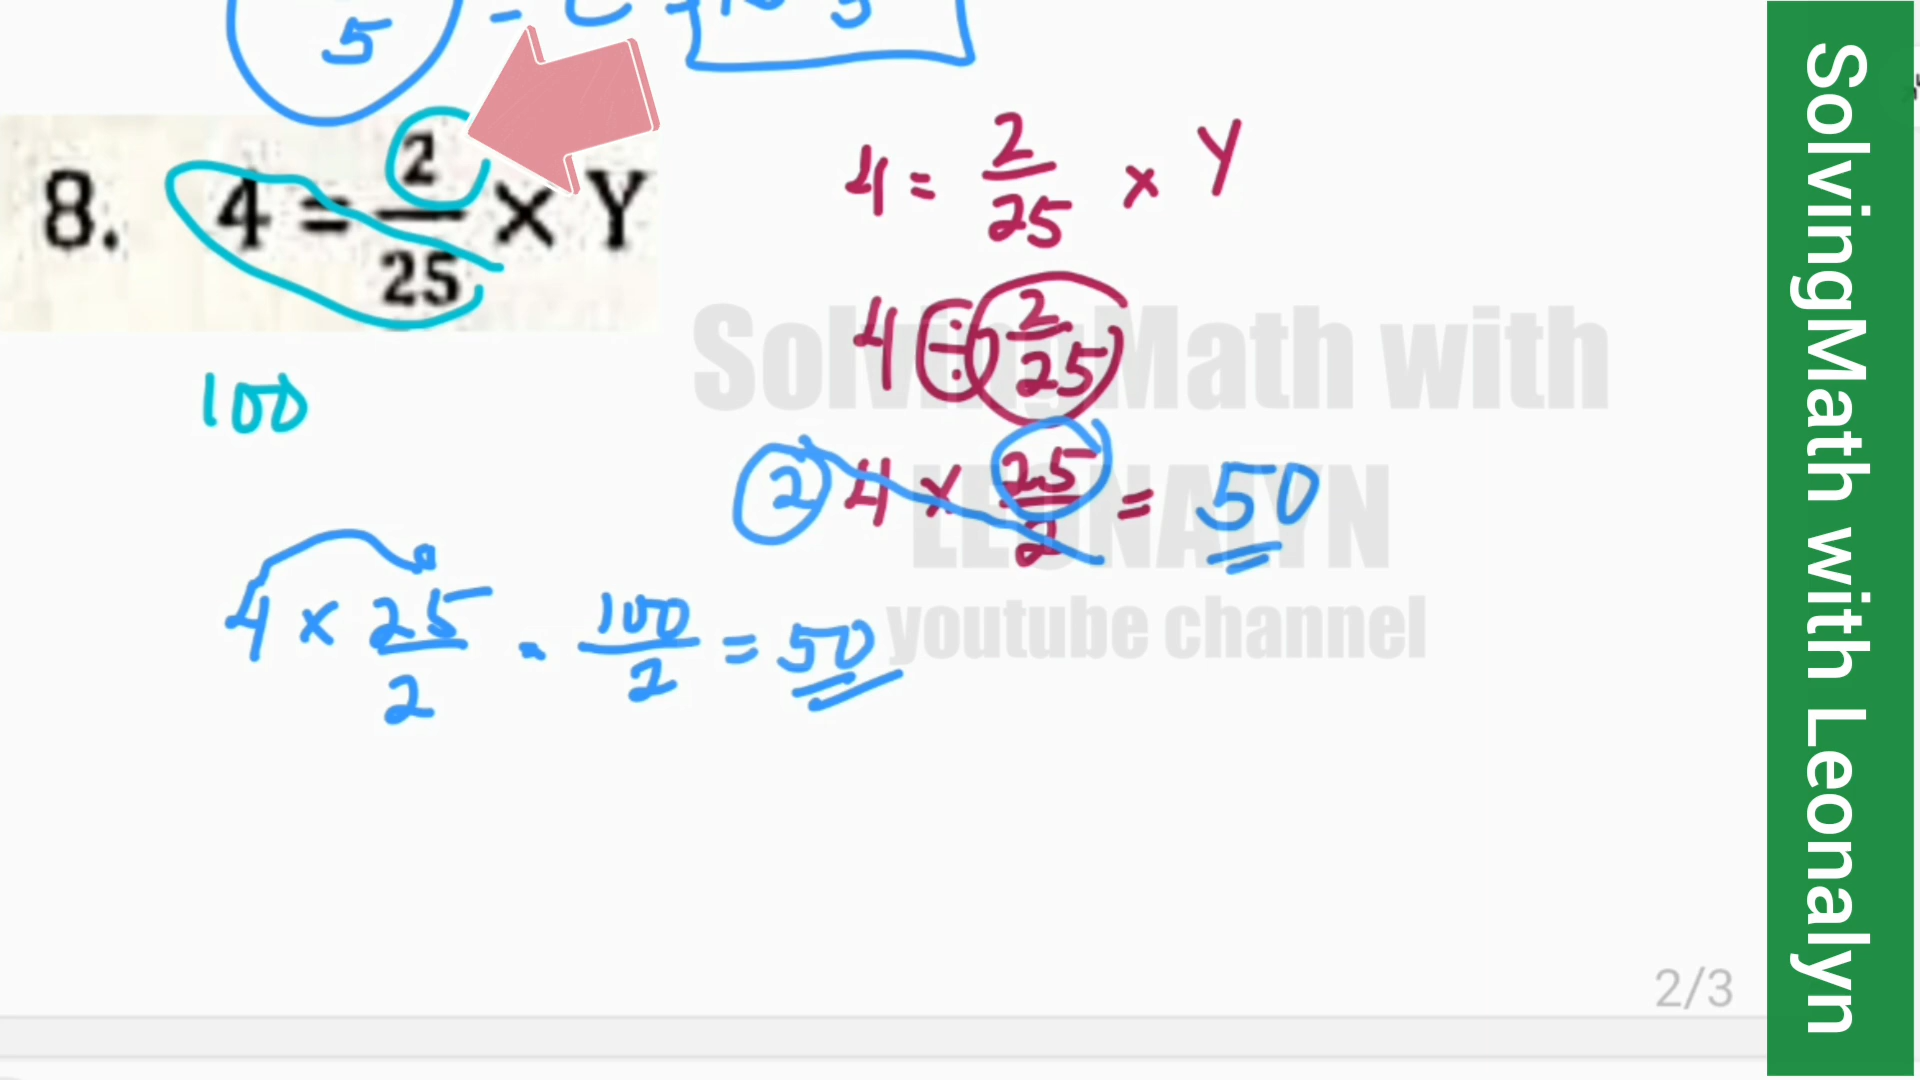 5
8. 4 = 2/25 × Y
100
4 = 2/25 × Y
4 ÷ 2/25
2 4 × 25/2 = 50
4 × 25/2 = 100/2 = 50
SolvingMath with
LEONALYN
youtube channel
2/3
SolvingMath with Leonalyn